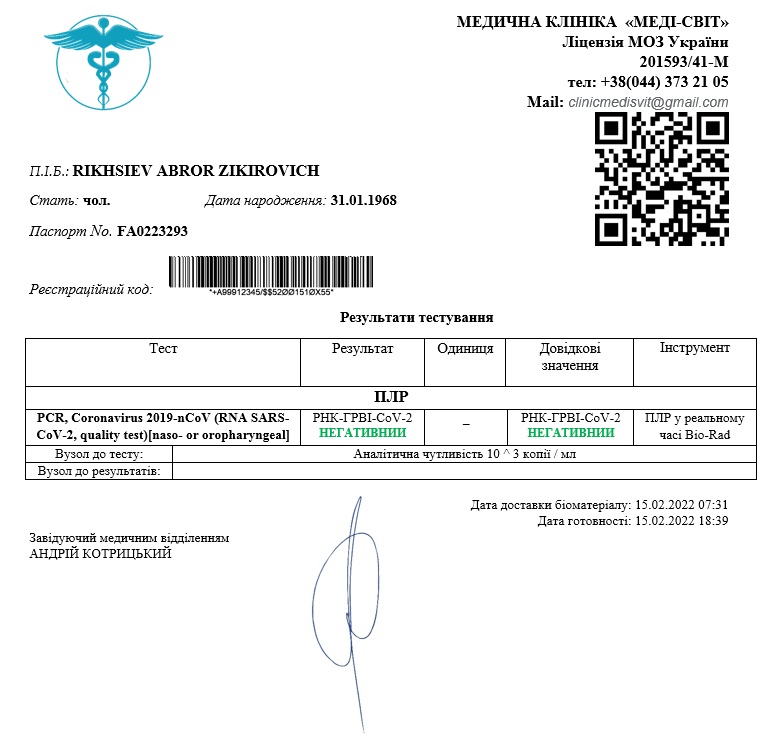 МЕДИЧНА КЛІНІКА «МЕДІ-СВІТ»
Ліцензія МОЗ України
201593/41-М
тел: +38(044) 373 21 05
Mail: clinicmedisvit@gmail.com
П.І.Б.: RIKHSIEV ABROR ZIKIROVICH
Стать: чол. Дата народження: 31.01.1968
Паспорт No. FA0223293
Реєстраційний код:
*+A99912345/$$52ØØ151ØX55*
Результати тестування
Тест Результат Одиниця Довідкові значення Інструмент
ПЛР
PCR, Coronavirus 2019-nCoV (RNA SARS- РНК-ГРВІ-CoV-2 – РНК-ГРВІ-CoV-2 ПЛР у реальному
CoV-2, quality test)[naso- or oropharyngeal] НЕГАТИВНИИ НЕГАТИВНИИ часі Bio-Rad
Вузол до тесту: Аналітична чутливість 10 ^ 3 копії / мл
Вузол до результатів:
Дата доставки біоматеріалу: 15.02.2022 07:31
Дата готовності: 15.02.2022 18:39
Завідуючий медичним відділенням
АНДРІЙ КОТРИЦЬКИЙ